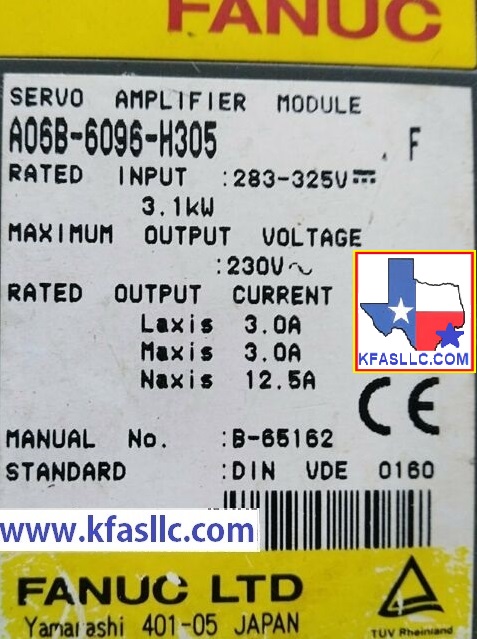 FANUC
SERVO AMPLIFIER MODULE
A06B-6096-H305 F
RATED INPUT :283-325V⎓
3.1kW
MAXIMUM OUTPUT VOLTAGE
:230V∿
RATED OUTPUT CURRENT
Laxis 3.0A
Maxis 3.0A
Naxis 12.5A
KFASLLC.COM
CE
MANUAL No. :B-65162
STANDARD :DIN VDE 0160
www.kfasllc.com
FANUC LTD
Yamanashi 401-05 JAPAN
TUV Rheinland